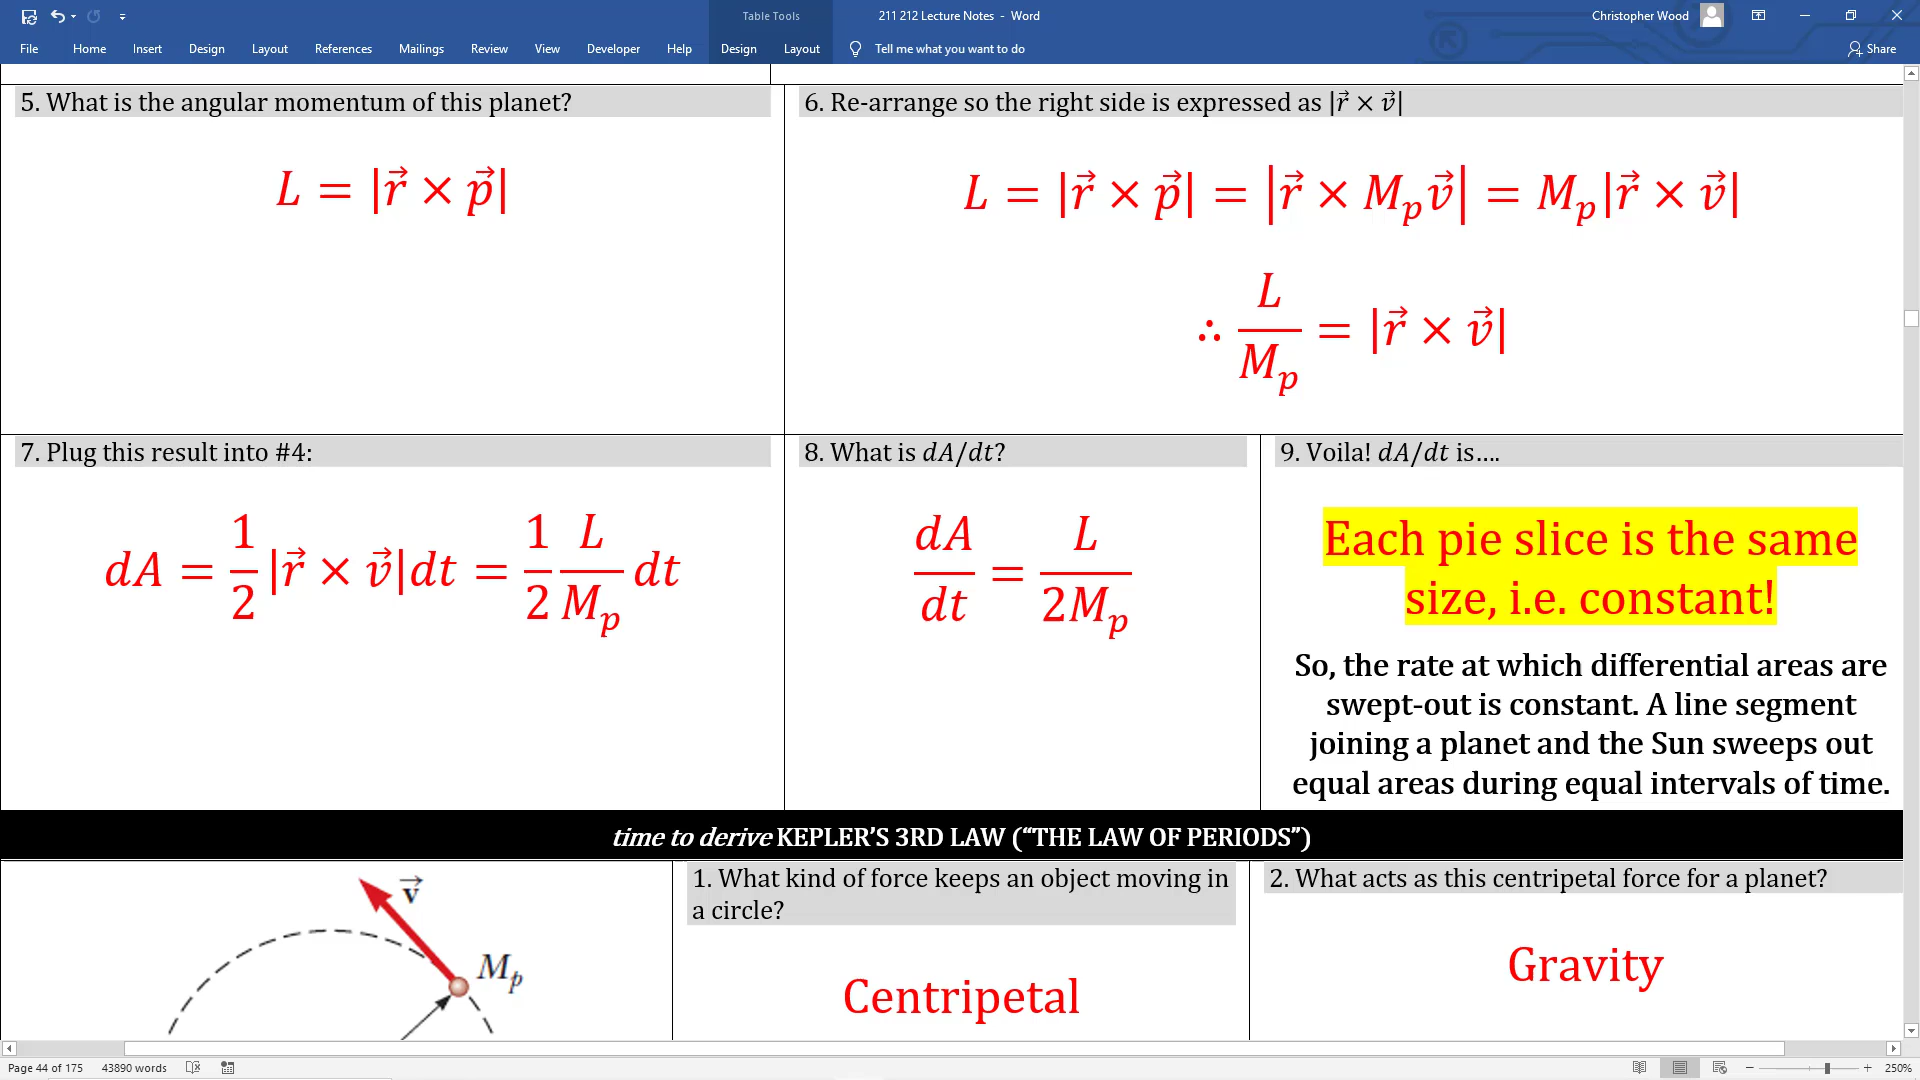 Table Tools
211 212 Lecture Notes - Word
Christopher Wood
File Home Insert Design Layout References Mailings Review View Developer Help Design Layout Tell me what you want to do Share
5. What is the angular momentum of this planet?
L = |r⃗ × p⃗|
6. Re-arrange so the right side is expressed as |r⃗ × v⃗|
L = |r⃗ × p⃗| = |r⃗ × Mₚv⃗| = Mₚ|r⃗ × v⃗|
∴ L/Mₚ = |r⃗ × v⃗|
7. Plug this result into #4:
dA = 1/2 |r⃗ × v⃗|dt = 1/2 L/Mₚ dt
8. What is dA/dt?
dA/dt = L/2Mₚ
9. Voila! dA/dt is....
Each pie slice is the same
size, i.e. constant!
So, the rate at which differential areas are
swept-out is constant. A line segment
joining a planet and the Sun sweeps out
equal areas during equal intervals of time.
time to derive KEPLER'S 3RD LAW ("THE LAW OF PERIODS")
v⃗
Mₚ
1. What kind of force keeps an object moving in
a circle?
Centripetal
2. What acts as this centripetal force for a planet?
Gravity
Page 44 of 175 43890 words
250%